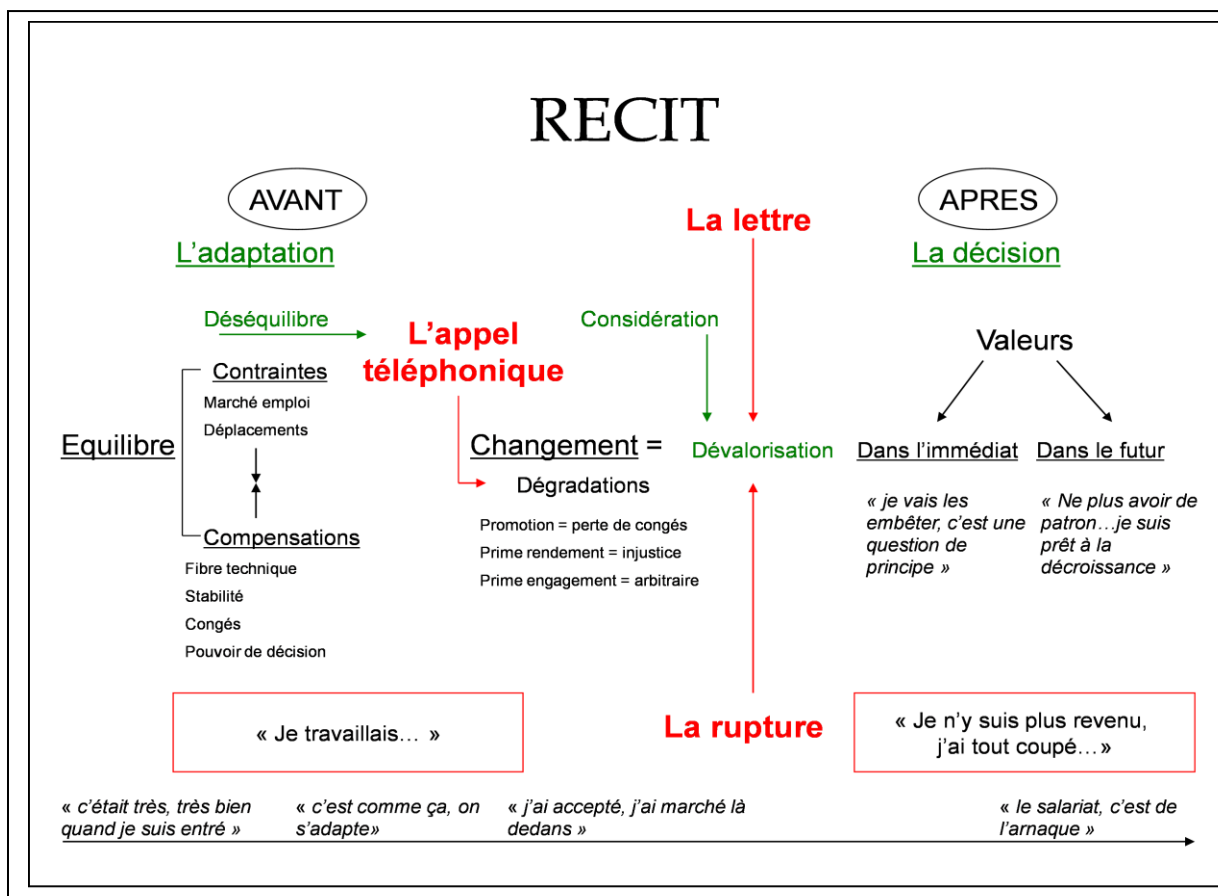 RECIT
AVANT
L'adaptation
La lettre
APRES
La décision
Déséquilibre
L'appel
téléphonique
Considération
Valeurs
Contraintes
Marché emploi
Déplacements
Equilibre
Compensations
Fibre technique
Stabilité
Congés
Pouvoir de décision
Changement =
Dévalorisation
Dégradations
Promotion = perte de congés
Prime rendement = injustice
Prime engagement = arbitraire
Dans l'immédiat
Dans le futur
« je vais les
embêter, c'est une
question de
principe »
« Ne plus avoir de
patron…je suis
prêt à la
décroissance »
« Je travaillais… »
La rupture
« Je n'y suis plus revenu,
j'ai tout coupé…»
« c'était très, très bien
quand je suis entré »
« c'est comme ça, on
s'adapte»
« j'ai accepté, j'ai marché là
dedans »
« le salariat, c'est de
l'arnaque »